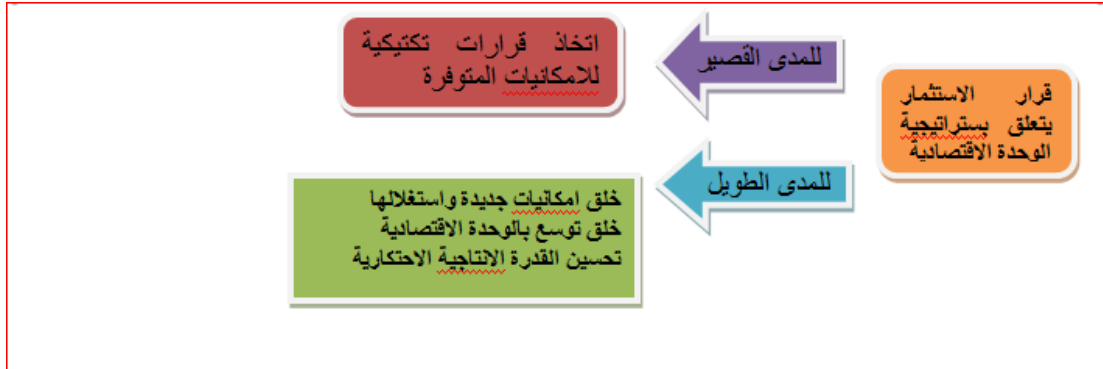 قرار الاستثمار
يتعلق بستراتيجية
الوحدة الاقتصادية
للمدى القصير
اتخاذ قرارات تكتيكية
للامكانيات المتوفرة
للمدى الطويل
خلق امكانيات جديدة واستغلالها
خلق توسع بالوحدة الاقتصادية
تحسين القدرة الانتاجية الاحتكارية